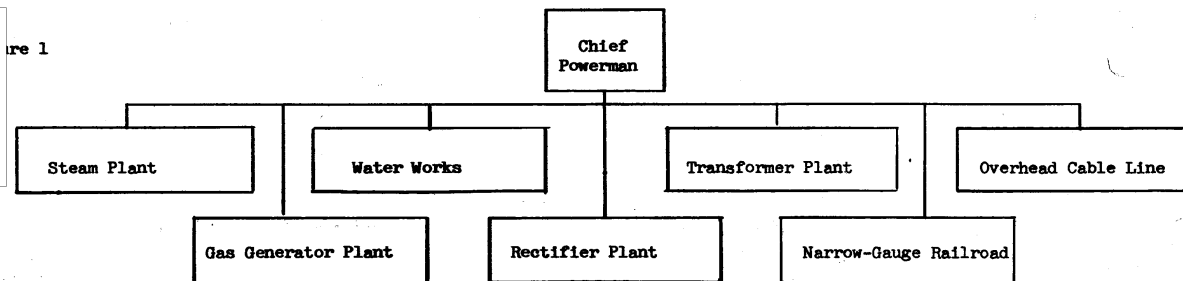 ure 1
Chief
Powerman
Steam Plant
Water Works
Transformer Plant
Overhead Cable Line
Gas Generator Plant
Rectifier Plant
Narrow-Gauge Railroad